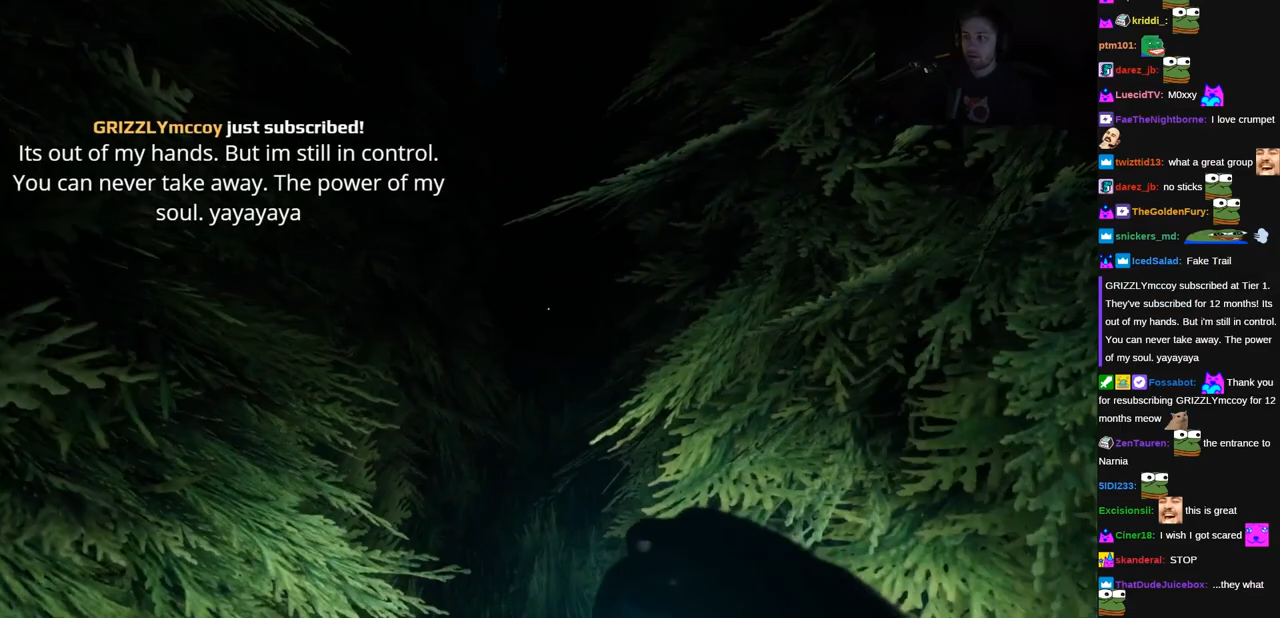 GRIZZLYmccoy just subscribed!
Its out of my hands. But im still in control.
You can never take away. The power of my
soul. yayayaya
kriddi_:
ptm101:
darez_jb:
LuecidTV: M0xxy
FaeTheNightborne: I love crumpet
twizttid13: what a great group
darez_jb: no sticks
TheGoldenFury:
snickers_md:
IcedSalad: Fake Trail
GRIZZLYmccoy subscribed at Tier 1.
They've subscribed for 12 months! Its
out of my hands. But i'm still in control.
You can never take away. The power
of my soul. yayayaya
Fossabot: Thank you
for resubscribing GRIZZLYmccoy for 12
months meow
ZenTauren: the entrance to
Narnia
5IDI233:
Excisionsii: this is great
Ciner18: I wish I got scared
skanderal: STOP
ThatDudeJuicebox: ...they what